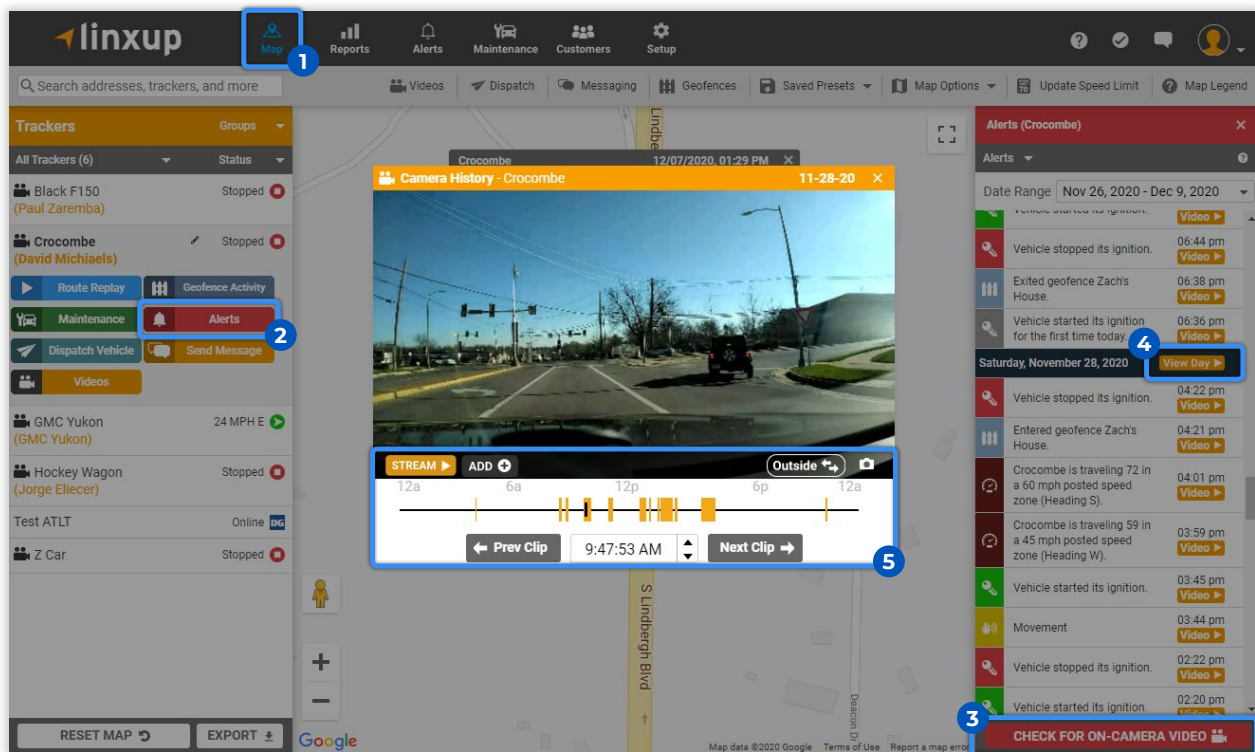 linxup
Map
1
Reports
Alerts
Maintenance
Customers
Setup
Search addresses, trackers, and more
Videos
Dispatch
Messaging
Geofences
Saved Presets
Map Options
Update Speed Limit
Map Legend
Trackers
Groups
All Trackers (6)
Status
Black F150
Stopped
(Paul Zaremba)
Crocombe
Stopped
(David Michiaels)
Route Replay
Geofence Activity
Maintenance
Alerts
2
Dispatch Vehicle
Send Message
Videos
GMC Yukon
24 MPH E
(GMC Yukon)
Hockey Wagon
Stopped
(Jorge Eliecer)
Test ATLT
Online DG
Z Car
Stopped
RESET MAP
EXPORT
Lindbe
Crocombe
12/07/2020, 01:29 PM
Camera History - Crocombe
11-28-20
STREAM
ADD
Outside
12a
6a
12p
6p
12a
Prev Clip
9:47:53 AM
Next Clip
5
S Lindbergh Blvd
Deacon D
Google
Map data ©2020 Google
Terms of Use
Report a map error
Alerts (Crocombe)
Alerts
Date Range
Nov 26, 2020 - Dec 9, 2020
Vehicle started its ignition.
Video
Vehicle stopped its ignition.
06:44 pm
Video
Exited geofence Zach's
House.
06:38 pm
Video
Vehicle started its ignition
for the first time today.
06:36 pm
Video
4
Saturday, November 28, 2020
View Day
Vehicle stopped its ignition.
04:22 pm
Video
Entered geofence Zach's
House.
04:21 pm
Video
Crocombe is traveling 72 in
a 60 mph posted speed
zone (Heading S).
04:01 pm
Video
Crocombe is traveling 59 in
a 45 mph posted speed
zone (Heading W).
03:59 pm
Video
Vehicle started its ignition.
03:45 pm
Video
Movement
03:44 pm
Video
Vehicle stopped its ignition.
02:22 pm
Video
Vehicle started its ignition.
02:20 pm
Video
3
CHECK FOR ON-CAMERA VIDEO